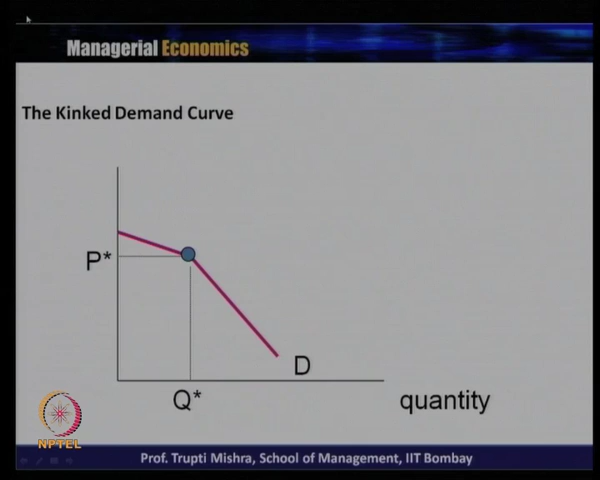 Managerial Economics
The Kinked Demand Curve
P*
D
Q*
quantity
NPTEL
Prof. Trupti Mishra, School of Management, IIT Bombay